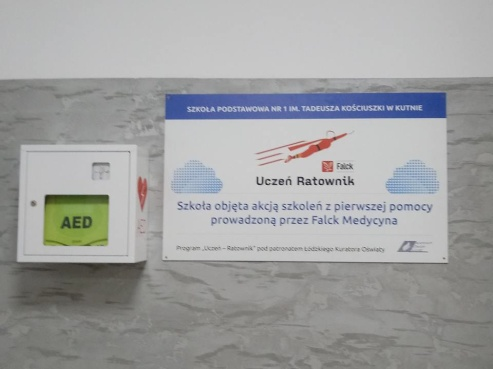 SZKOŁA PODSTAWOWA NR 1 IM. TADEUSZA KOŚCIUSZKI W KUTNIE
Falck
Uczeń Ratownik
Szkoła objęta akcją szkoleń z pierwszej pomocy
prowadzoną przez Falck Medycyna
Program „Uczeń – Ratownik” pod patronatem Łódzkiego Kuratora Oświaty
AED